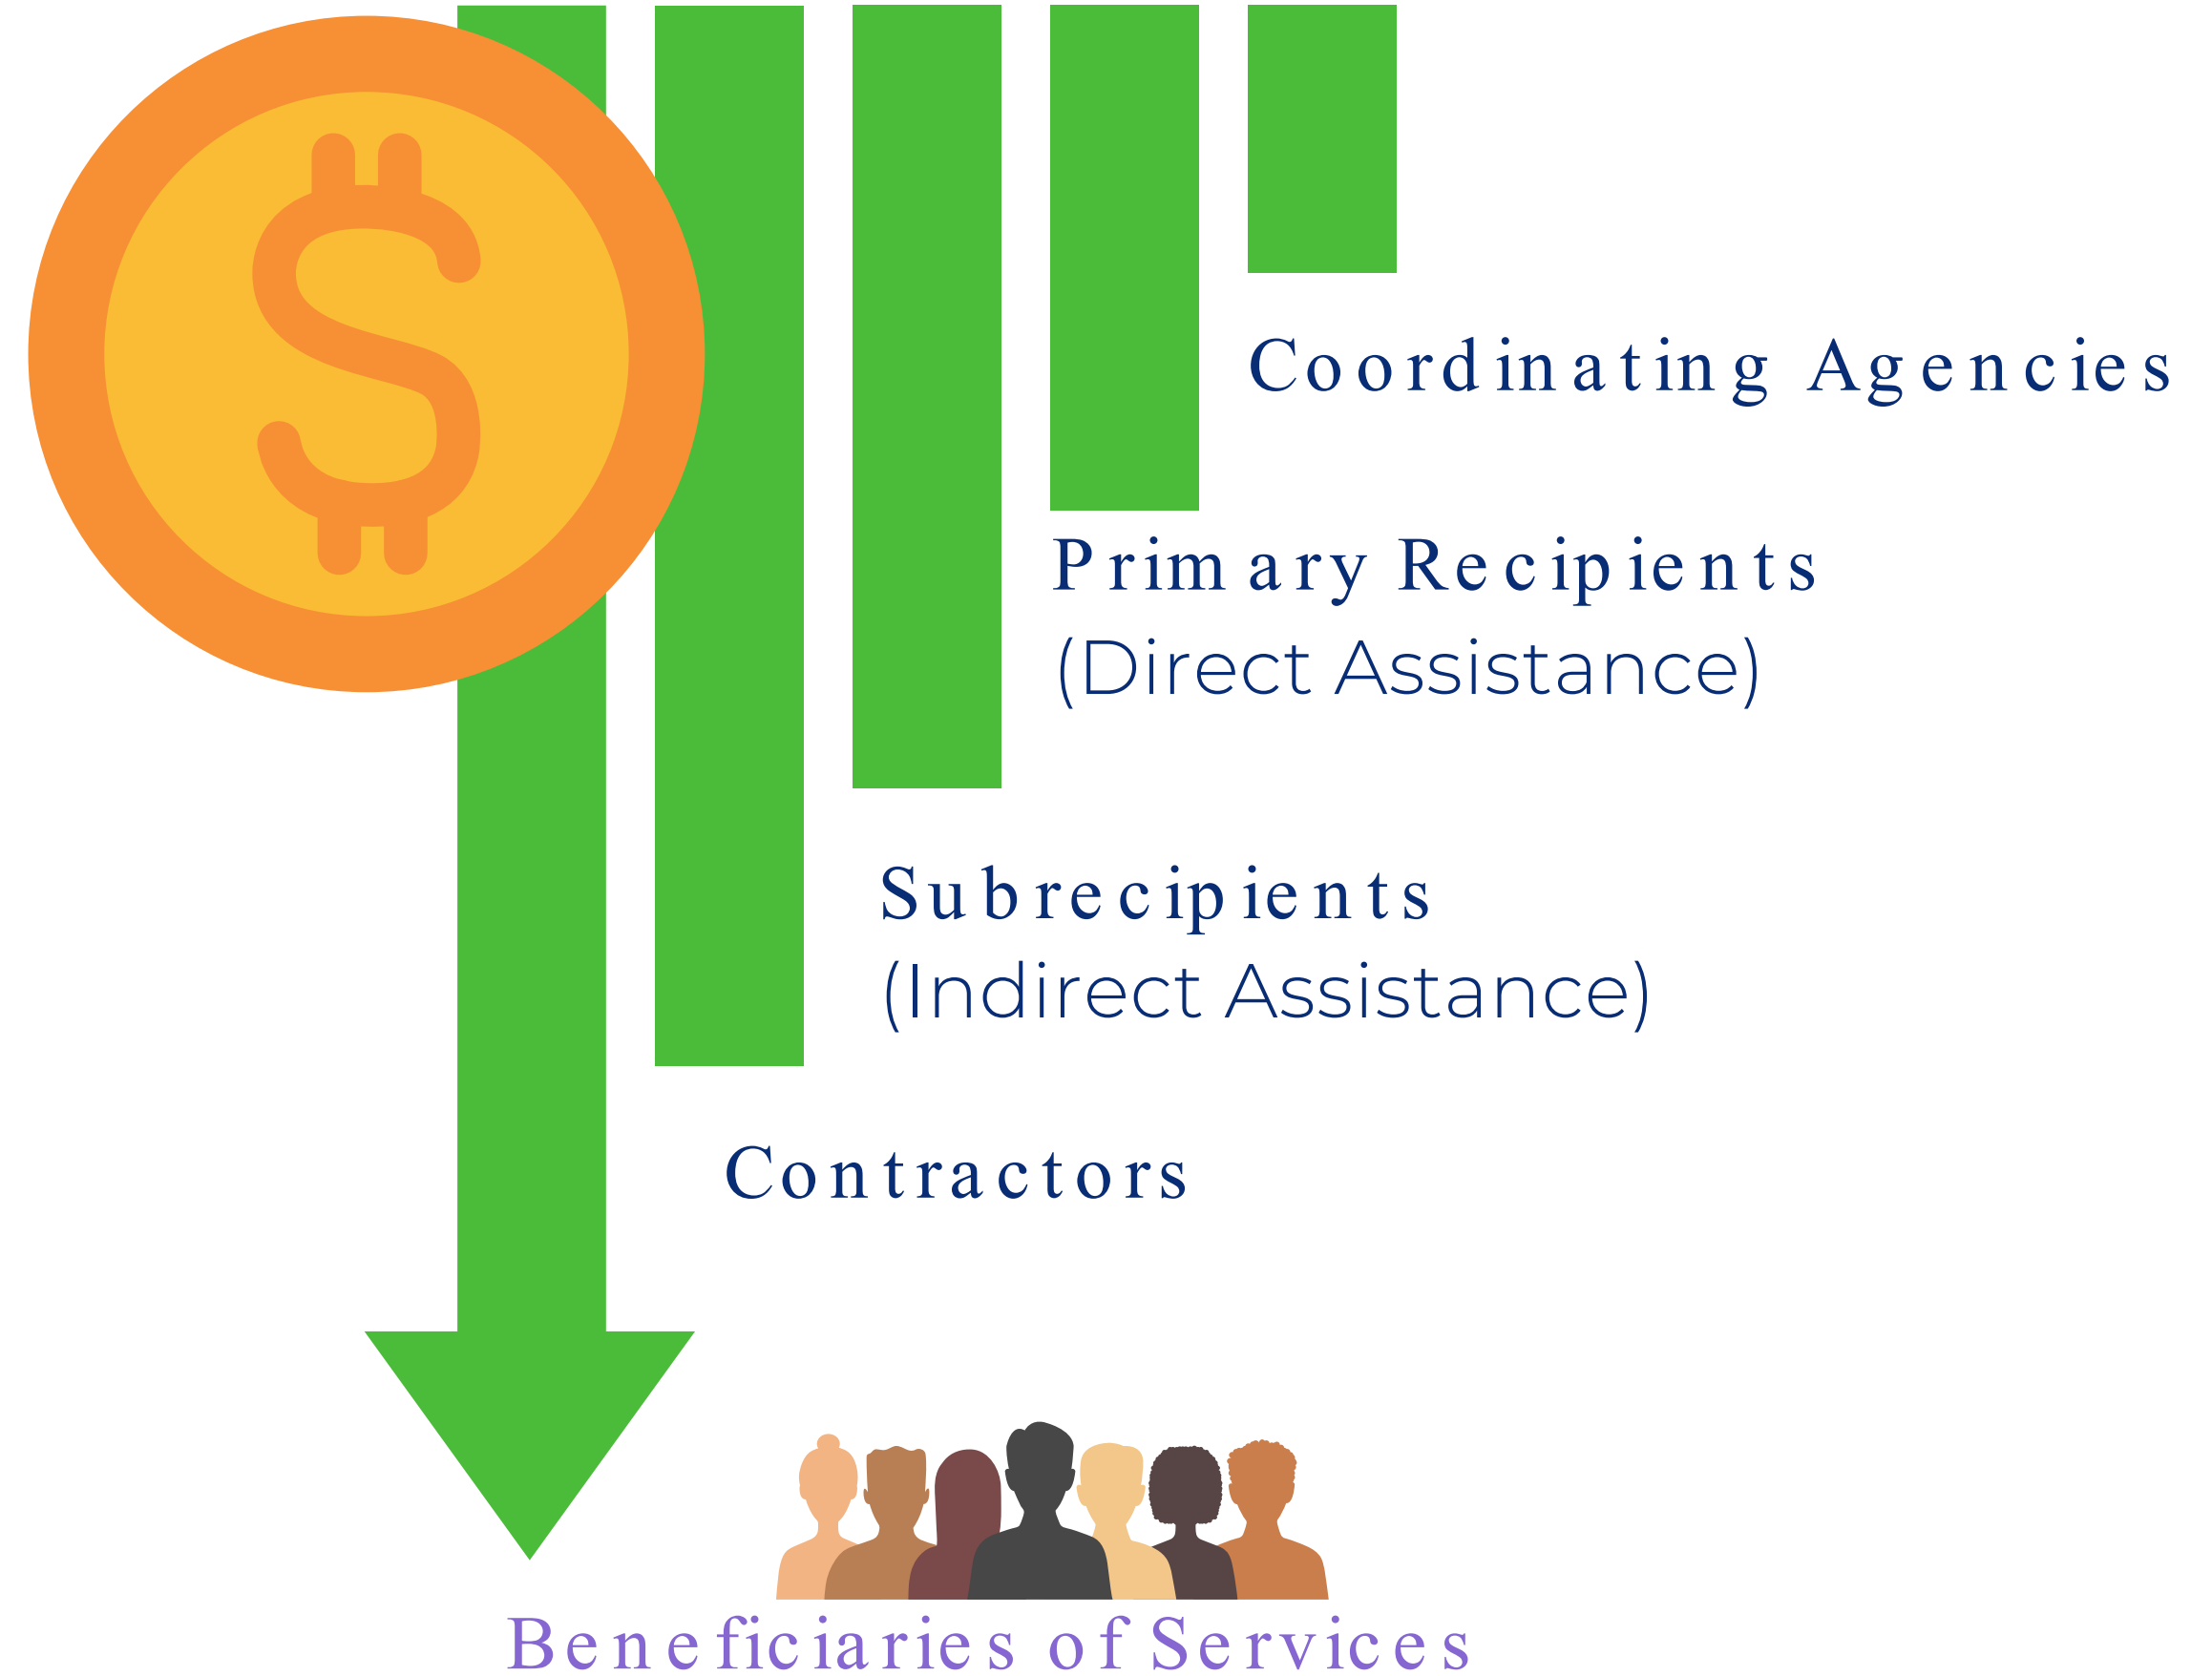 $
Coordinating Agencies
Primary Recipients
(Direct Assistance)
Subrecipients
(Indirect Assistance)
Contractors
Beneficiaries of Services